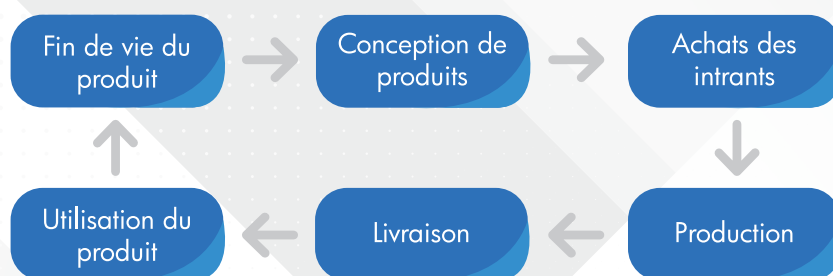 Fin de vie du
produit
Conception de
produits
Achats des
intrants
Utilisation du
produit
Livraison
Production